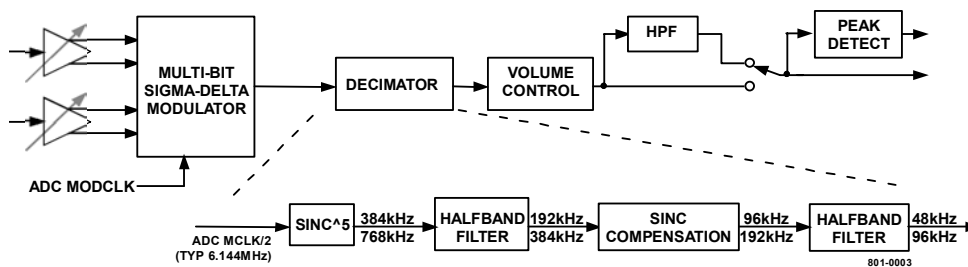 MULTI-BIT
SIGMA-DELTA
MODULATOR
ADC MODCLK
DECIMATOR
VOLUME
CONTROL
HPF
PEAK
DETECT
ADC MCLK/2
(TYP 6.144MHz)
SINC^5
384kHz
768kHz
HALFBAND
FILTER
192kHz
384kHz
SINC
COMPENSATION
96kHz
192kHz
HALFBAND
FILTER
48kHz
96kHz
801-0003